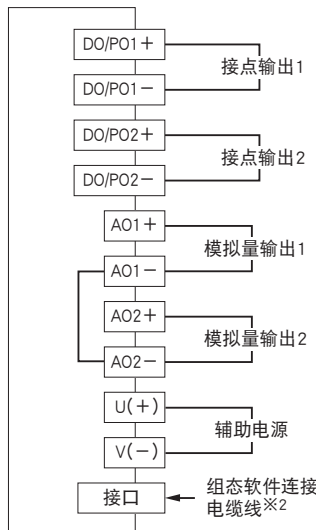 DO/PO1+
接点输出1
DO/PO1−
DO/PO2+
接点输出2
DO/PO2−
AO1+
模拟量输出1
AO1−
AO2+
模拟量输出2
AO2−
U(+)
辅助电源
V(−)
接口
组态软件连接
电缆线※2